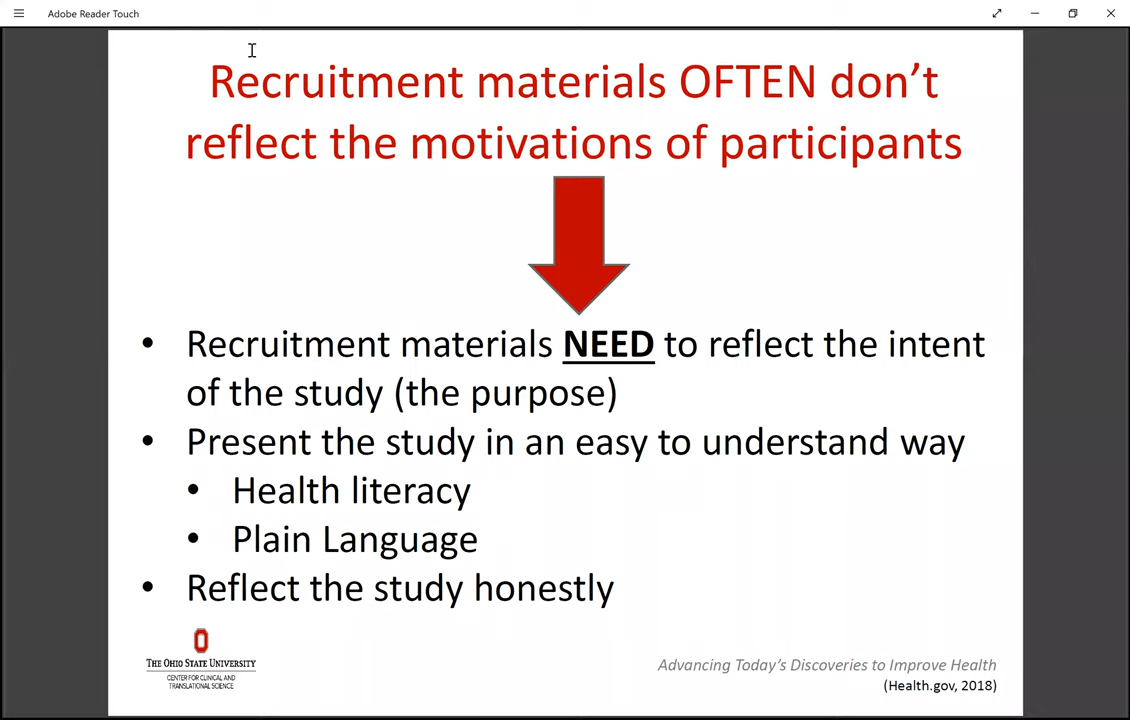 Adobe Reader Touch
Recruitment materials OFTEN don’t
reflect the motivations of participants
• Recruitment materials NEED to reflect the intent
of the study (the purpose)
• Present the study in an easy to understand way
• Health literacy
• Plain Language
• Reflect the study honestly
THE OHIO STATE UNIVERSITY
CENTER FOR CLINICAL AND
TRANSLATIONAL SCIENCE
Advancing Today’s Discoveries to Improve Health
(Health.gov, 2018)